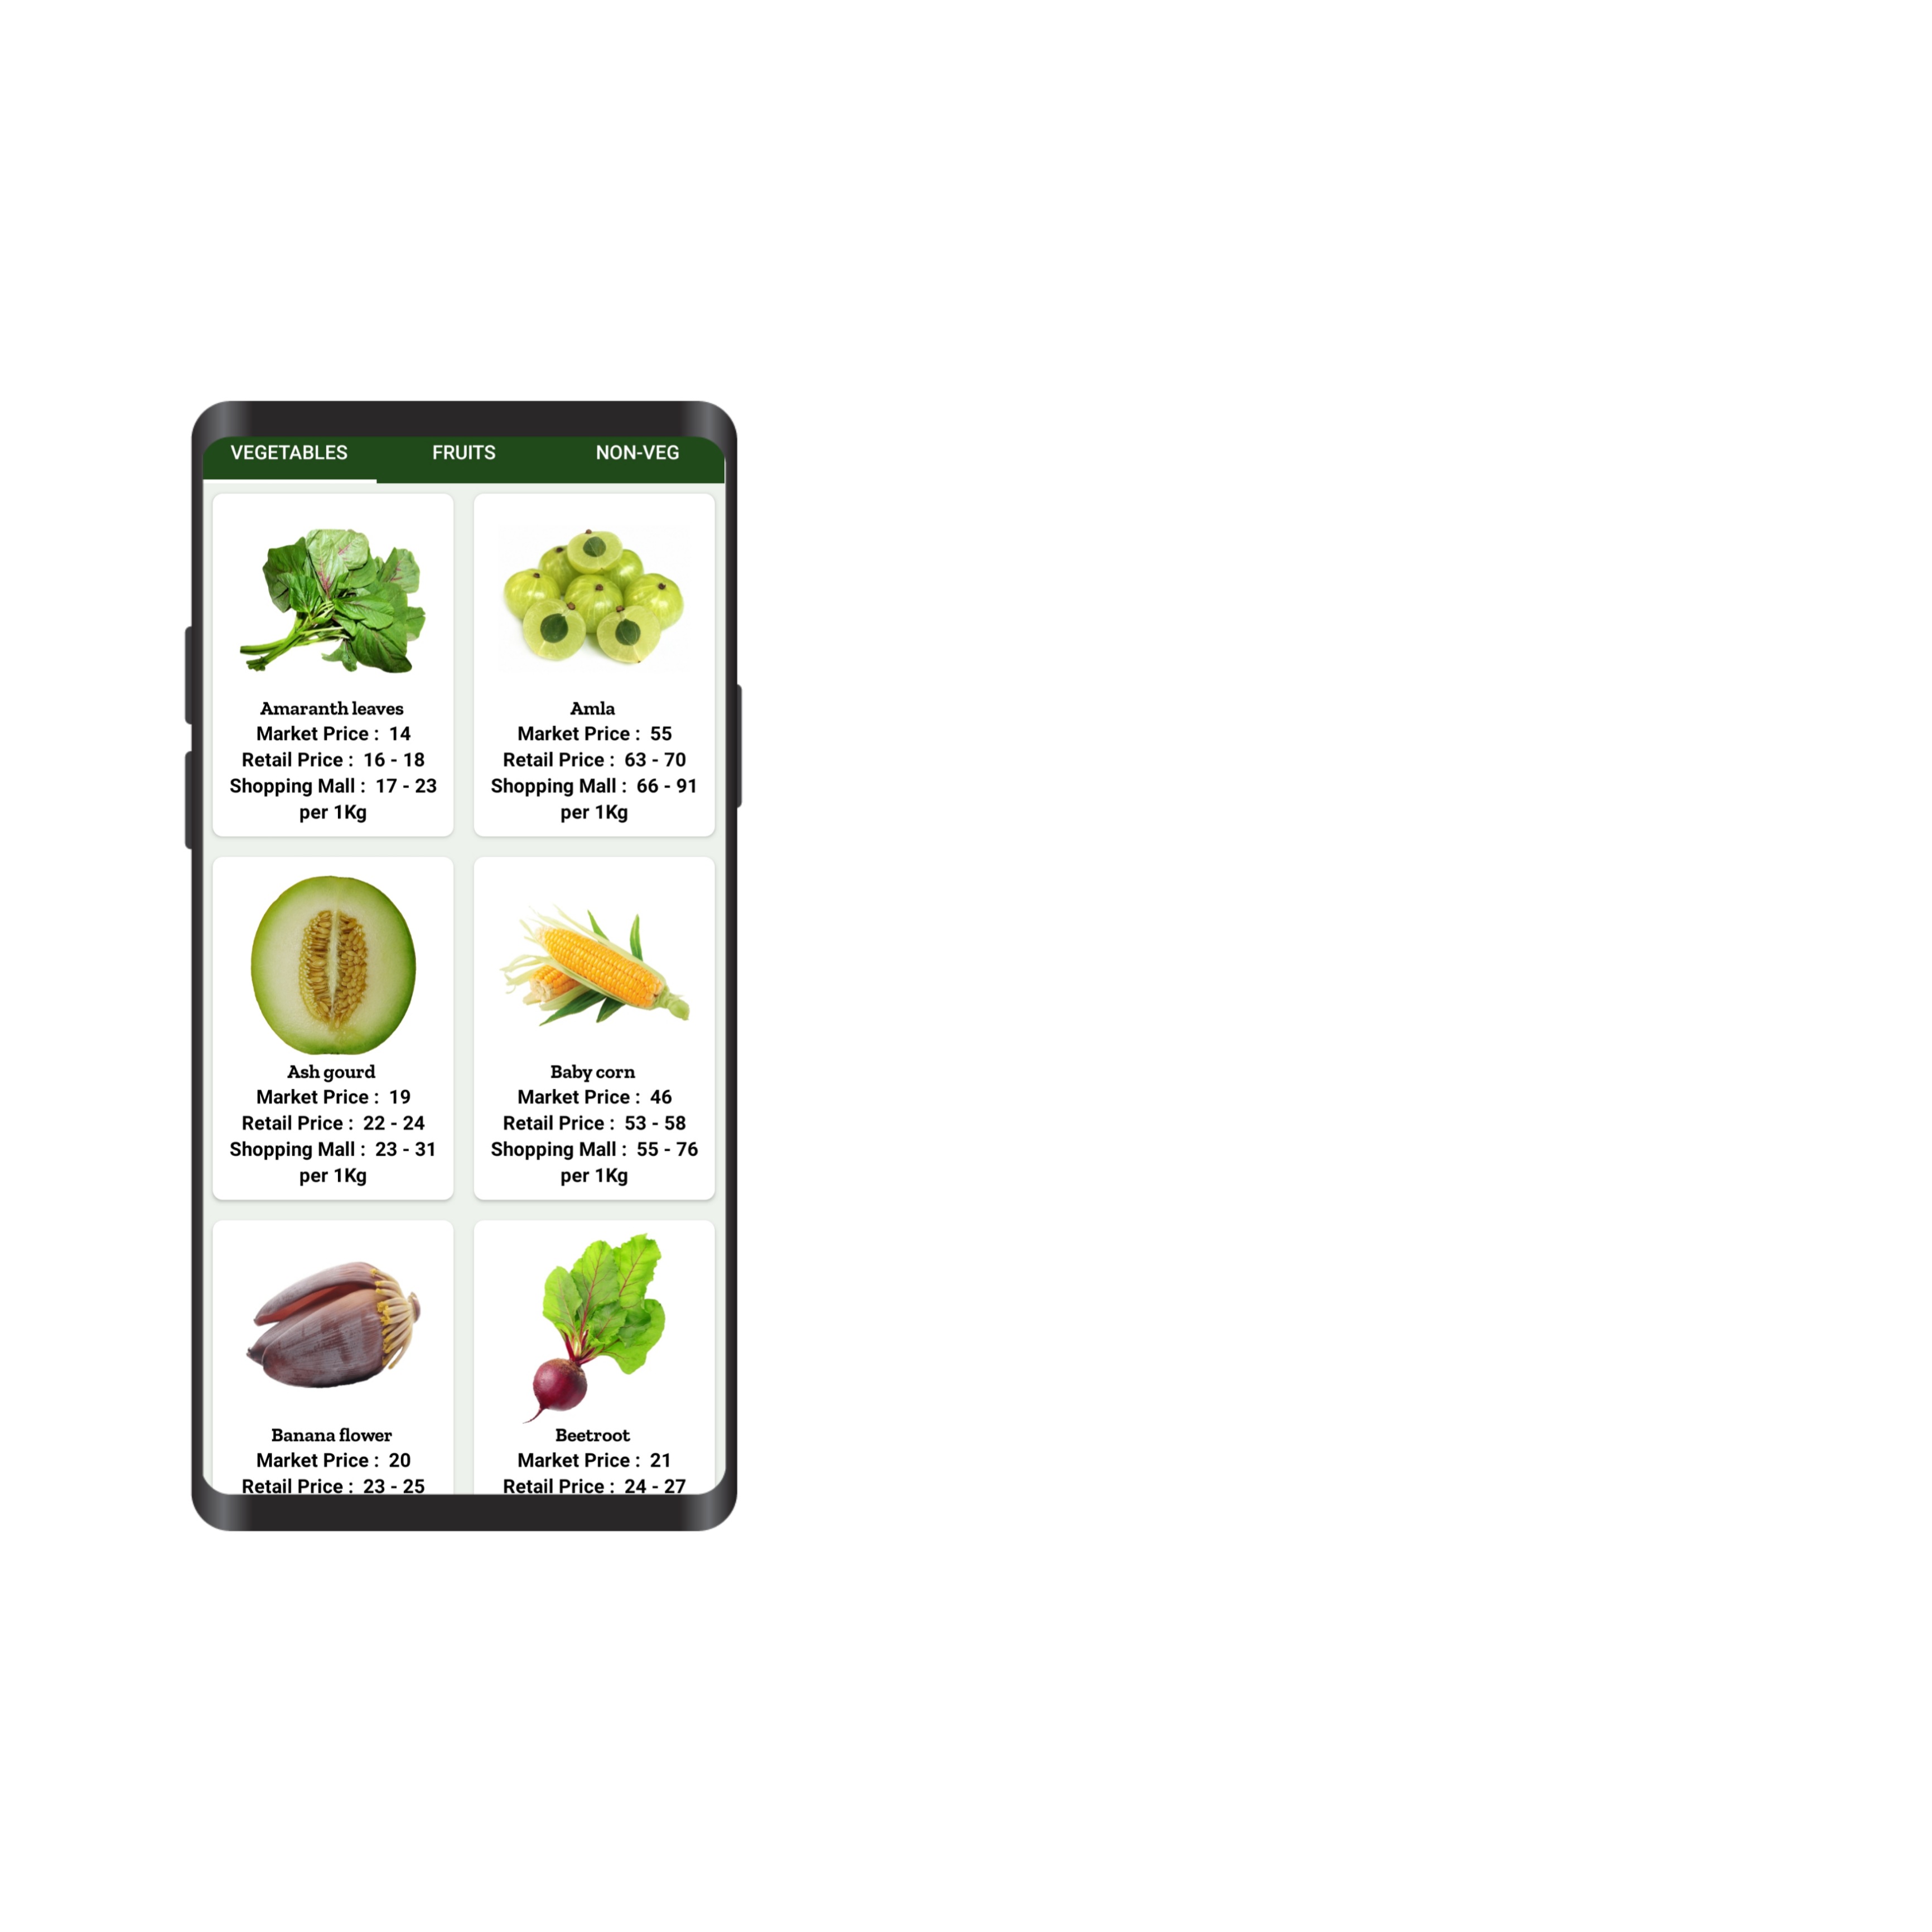 VEGETABLES FRUITS NON-VEG
Amaranth leaves
Market Price : 14
Retail Price : 16 - 18
Shopping Mall : 17 - 23
per 1Kg
Amla
Market Price : 55
Retail Price : 63 - 70
Shopping Mall : 66 - 91
per 1Kg
Ash gourd
Market Price : 19
Retail Price : 22 - 24
Shopping Mall : 23 - 31
per 1Kg
Baby corn
Market Price : 46
Retail Price : 53 - 58
Shopping Mall : 55 - 76
per 1Kg
Banana flower
Market Price : 20
Retail Price : 23 - 25
Beetroot
Market Price : 21
Retail Price : 24 - 27